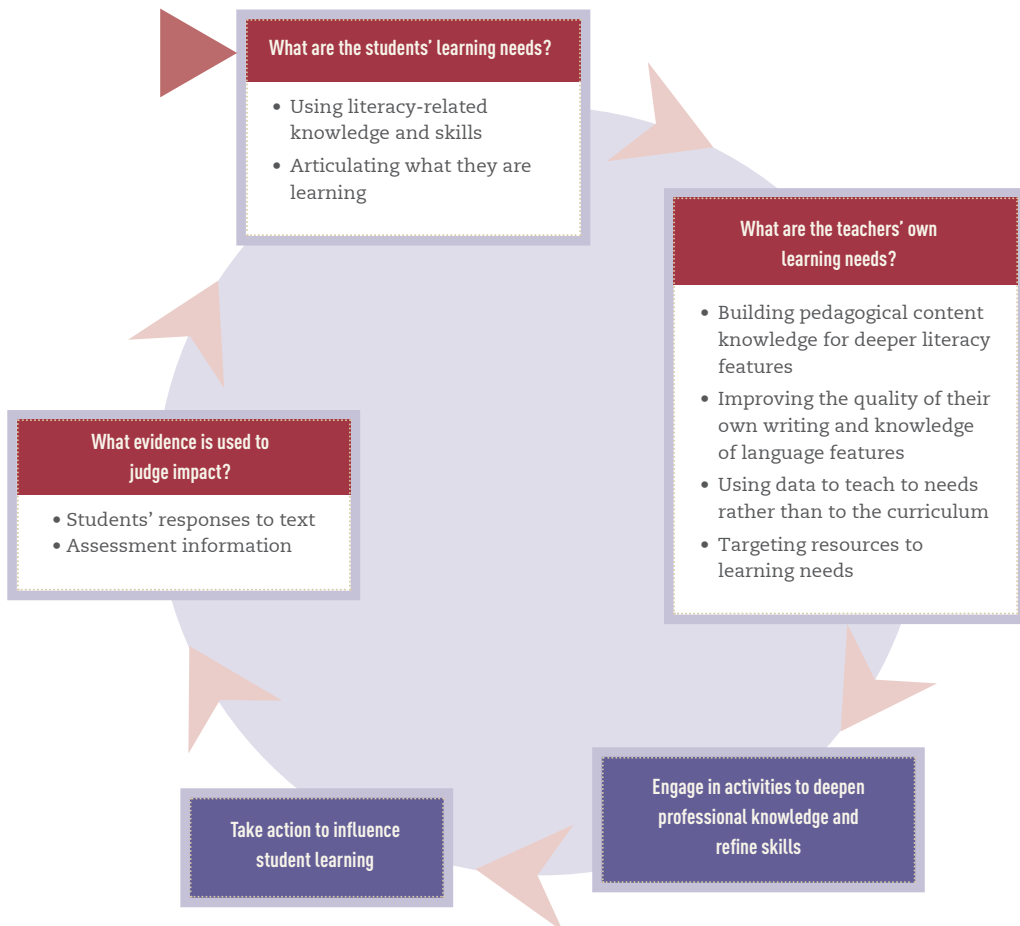 What are the students’ learning needs?
• Using literacy-related
knowledge and skills
• Articulating what they are
learning
What are the teachers’ own
learning needs?
• Building pedagogical content
knowledge for deeper literacy
features
• Improving the quality of their
own writing and knowledge
of language features
• Using data to teach to needs
rather than to the curriculum
• Targeting resources to
learning needs
Engage in activities to deepen
professional knowledge and
refine skills
Take action to influence
student learning
What evidence is used to
judge impact?
• Students’ responses to text
• Assessment information